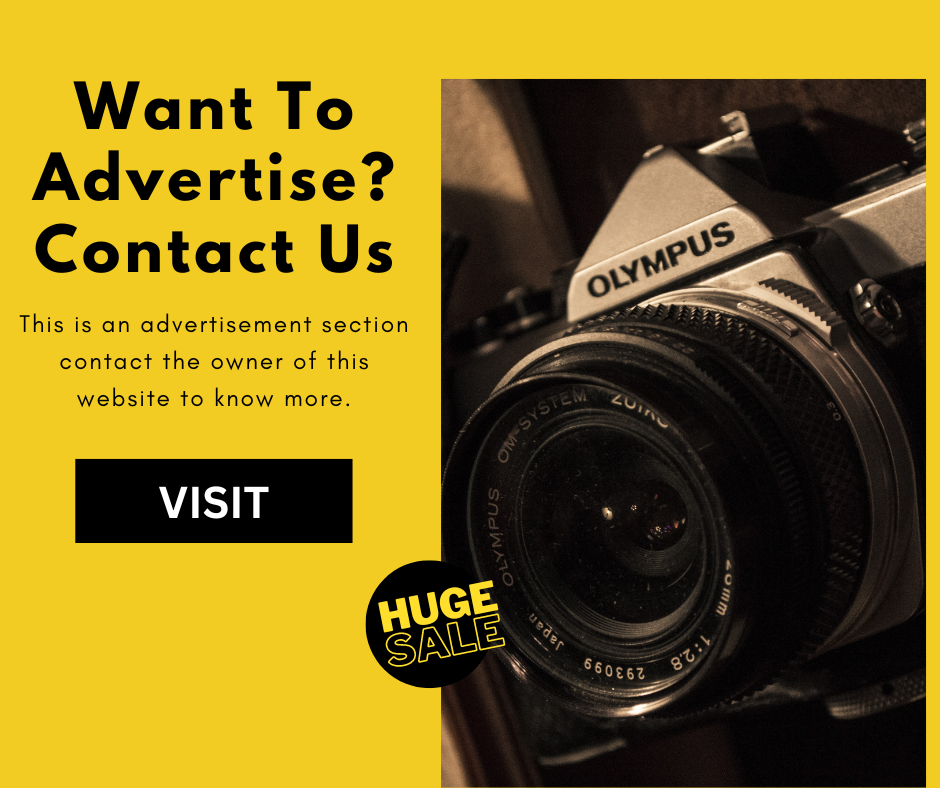 Want To
Advertise?
Contact Us
This is an advertisement section
contact the owner of this
website to know more.
VISIT
HUGE
SALE
OLYMPUS
OLYMPUS OM-SYSTEM ZUIKO
28mm 1:2.8 293099 Japan